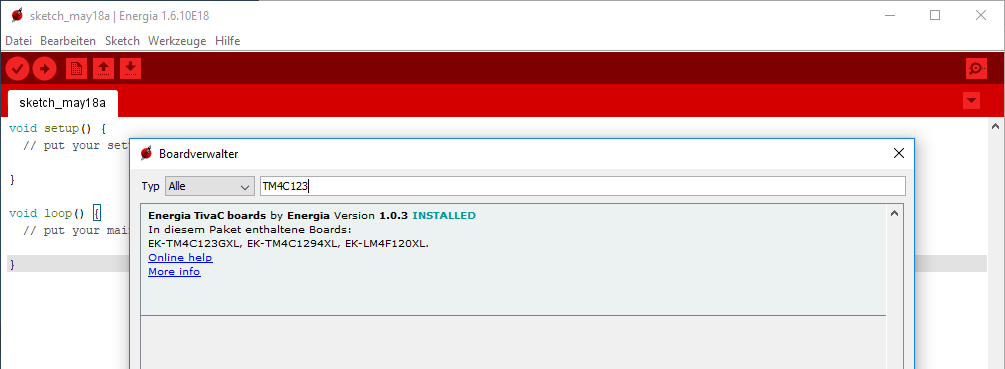 sketch_may18a | Energia 1.6.10E18
Datei Bearbeiten Sketch Werkzeuge Hilfe
sketch_may18a
void setup() {
// put your set
}
void loop() {
// put your mai
}
Boardverwalter
Typ Alle TM4C123
Energia TivaC boards by Energia Version 1.0.3 INSTALLED
In diesem Paket enthaltene Boards:
EK-TM4C123GXL, EK-TM4C1294XL, EK-LM4F120XL.
Online help
More info